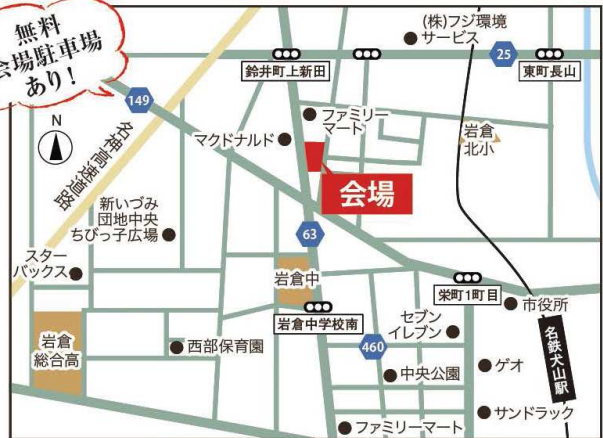 無料
会場駐車場
あり!
(株)フジ環境
サービス
25
鈴井町上新田
東町長山
149
N
ファミリー
マート
マクドナルド
岩倉
北小
名神高速道路
会場
新いづみ
団地中央
ちびっ子広場
63
スター
バックス
岩倉中
栄町1町目
市役所
岩倉中学校南
セブン
イレブン
名鉄犬山駅
岩倉
総合高
西部保育園
460
中央公園
ゲオ
サンドラック
ファミリーマート